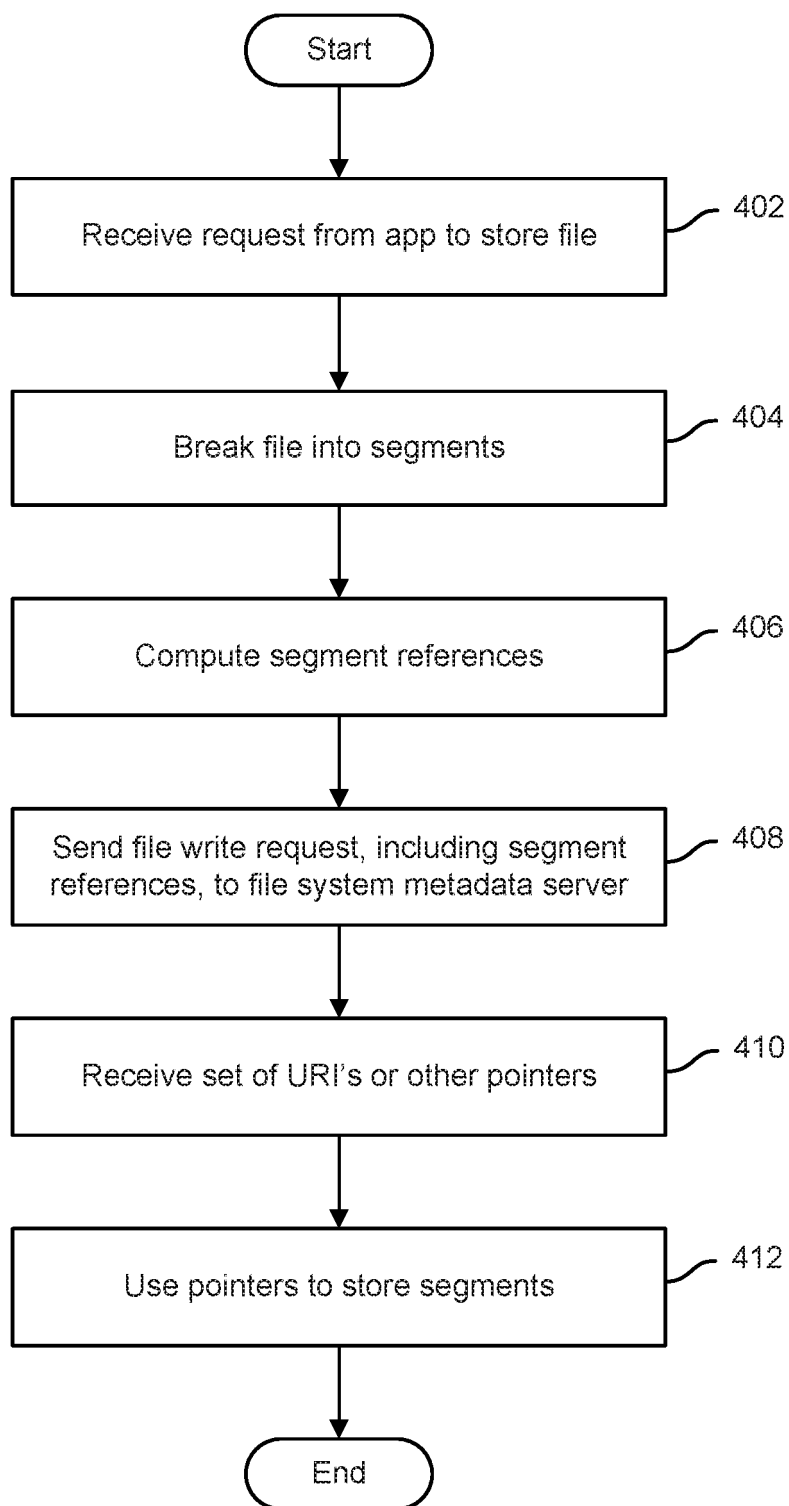 Start
Receive request from app to store file
402
Break file into segments
404
Compute segment references
406
Send file write request, including segment
references, to file system metadata server
408
Receive set of URI's or other pointers
410
Use pointers to store segments
412
End